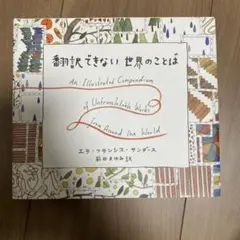 翻訳できない 世界のことば
An Illustrated Compendium
of Untranslatable Words
from Around the World
エラ・フランシス・サンダース
前田まゆみ 訳